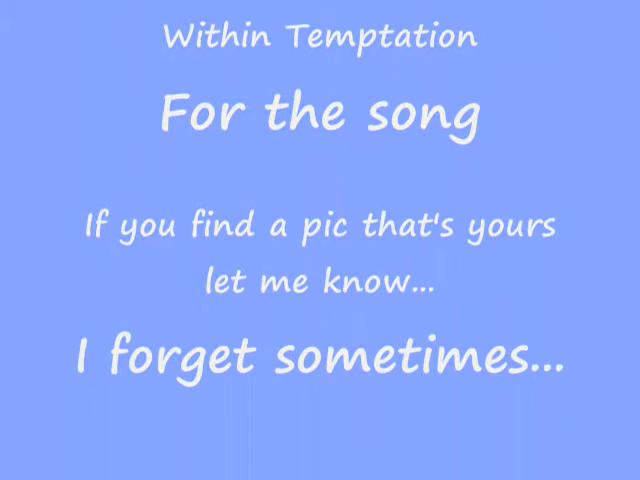 Within Temptation
For the song
If you find a pic that's yours
let me know...
I forget sometimes...